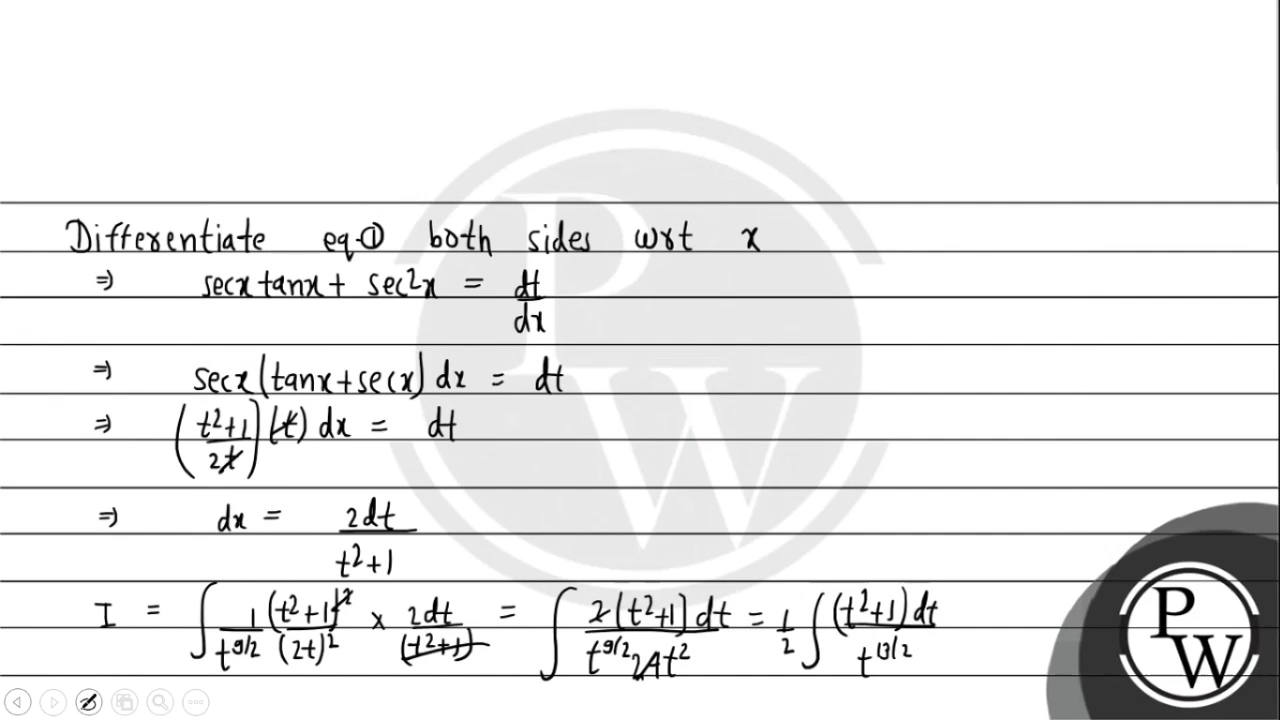 Differentiate eq-① both sides wrt x
⇒ secx tanx + sec²x = dt/dx
⇒ secx(tanx+secx) dx = dt
⇒ ((t²+1)/2t)(t) dx = dt
⇒ dx = 2dt/(t²+1)
I = ∫ 1/t^(9/2) (t²+1)²/(2t)² × 2dt/(t²+1) = ∫ 2(t²+1)dt/(t^(9/2) 4t²) = 1/2 ∫ (t²+1)dt/t^(13/2)
P
W
P
W